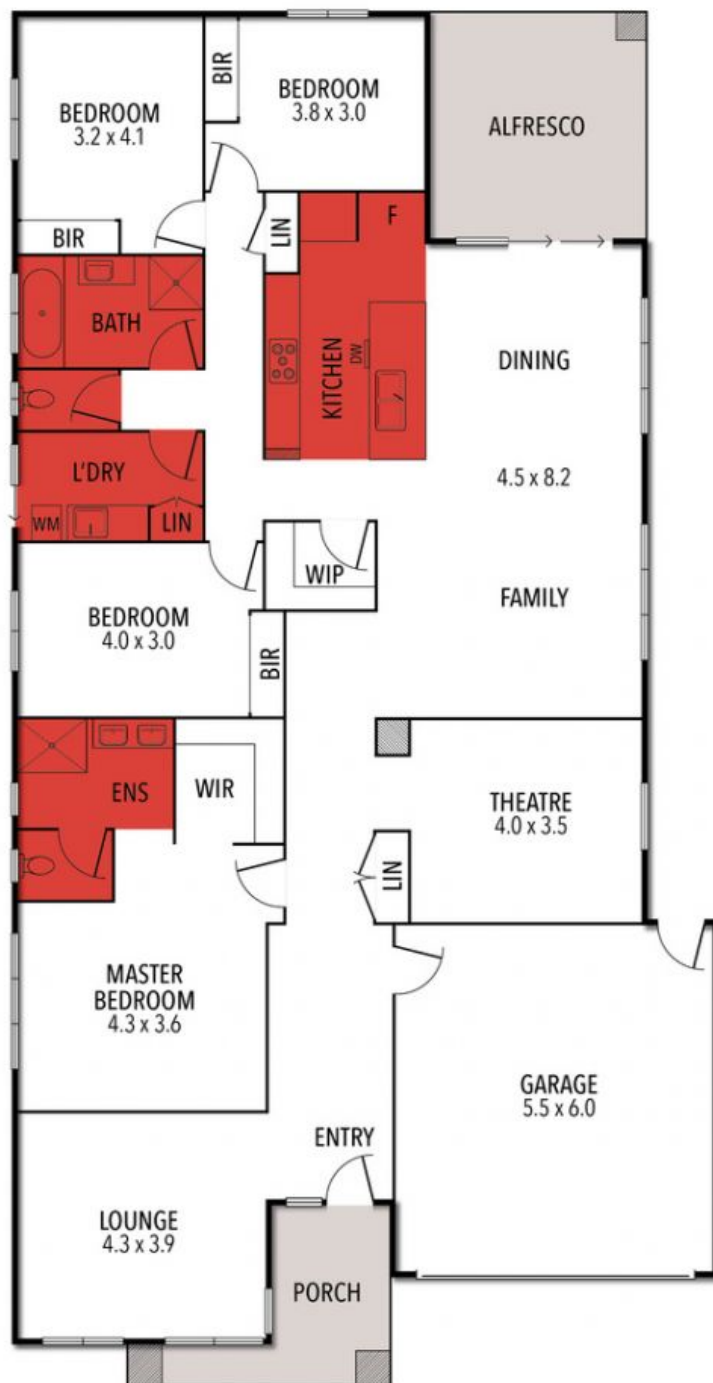 BEDROOM
3.2 x 4.1
BIR
BEDROOM
3.8 x 3.0
ALFRESCO
BIR
LIN
F
BATH
KITCHEN
DW
DINING
4.5 x 8.2
FAMILY
L'DRY
WM
LIN
WIP
BEDROOM
4.0 x 3.0
BIR
ENS
WIR
THEATRE
4.0 x 3.5
LIN
MASTER
BEDROOM
4.3 x 3.6
GARAGE
5.5 x 6.0
ENTRY
LOUNGE
4.3 x 3.9
PORCH